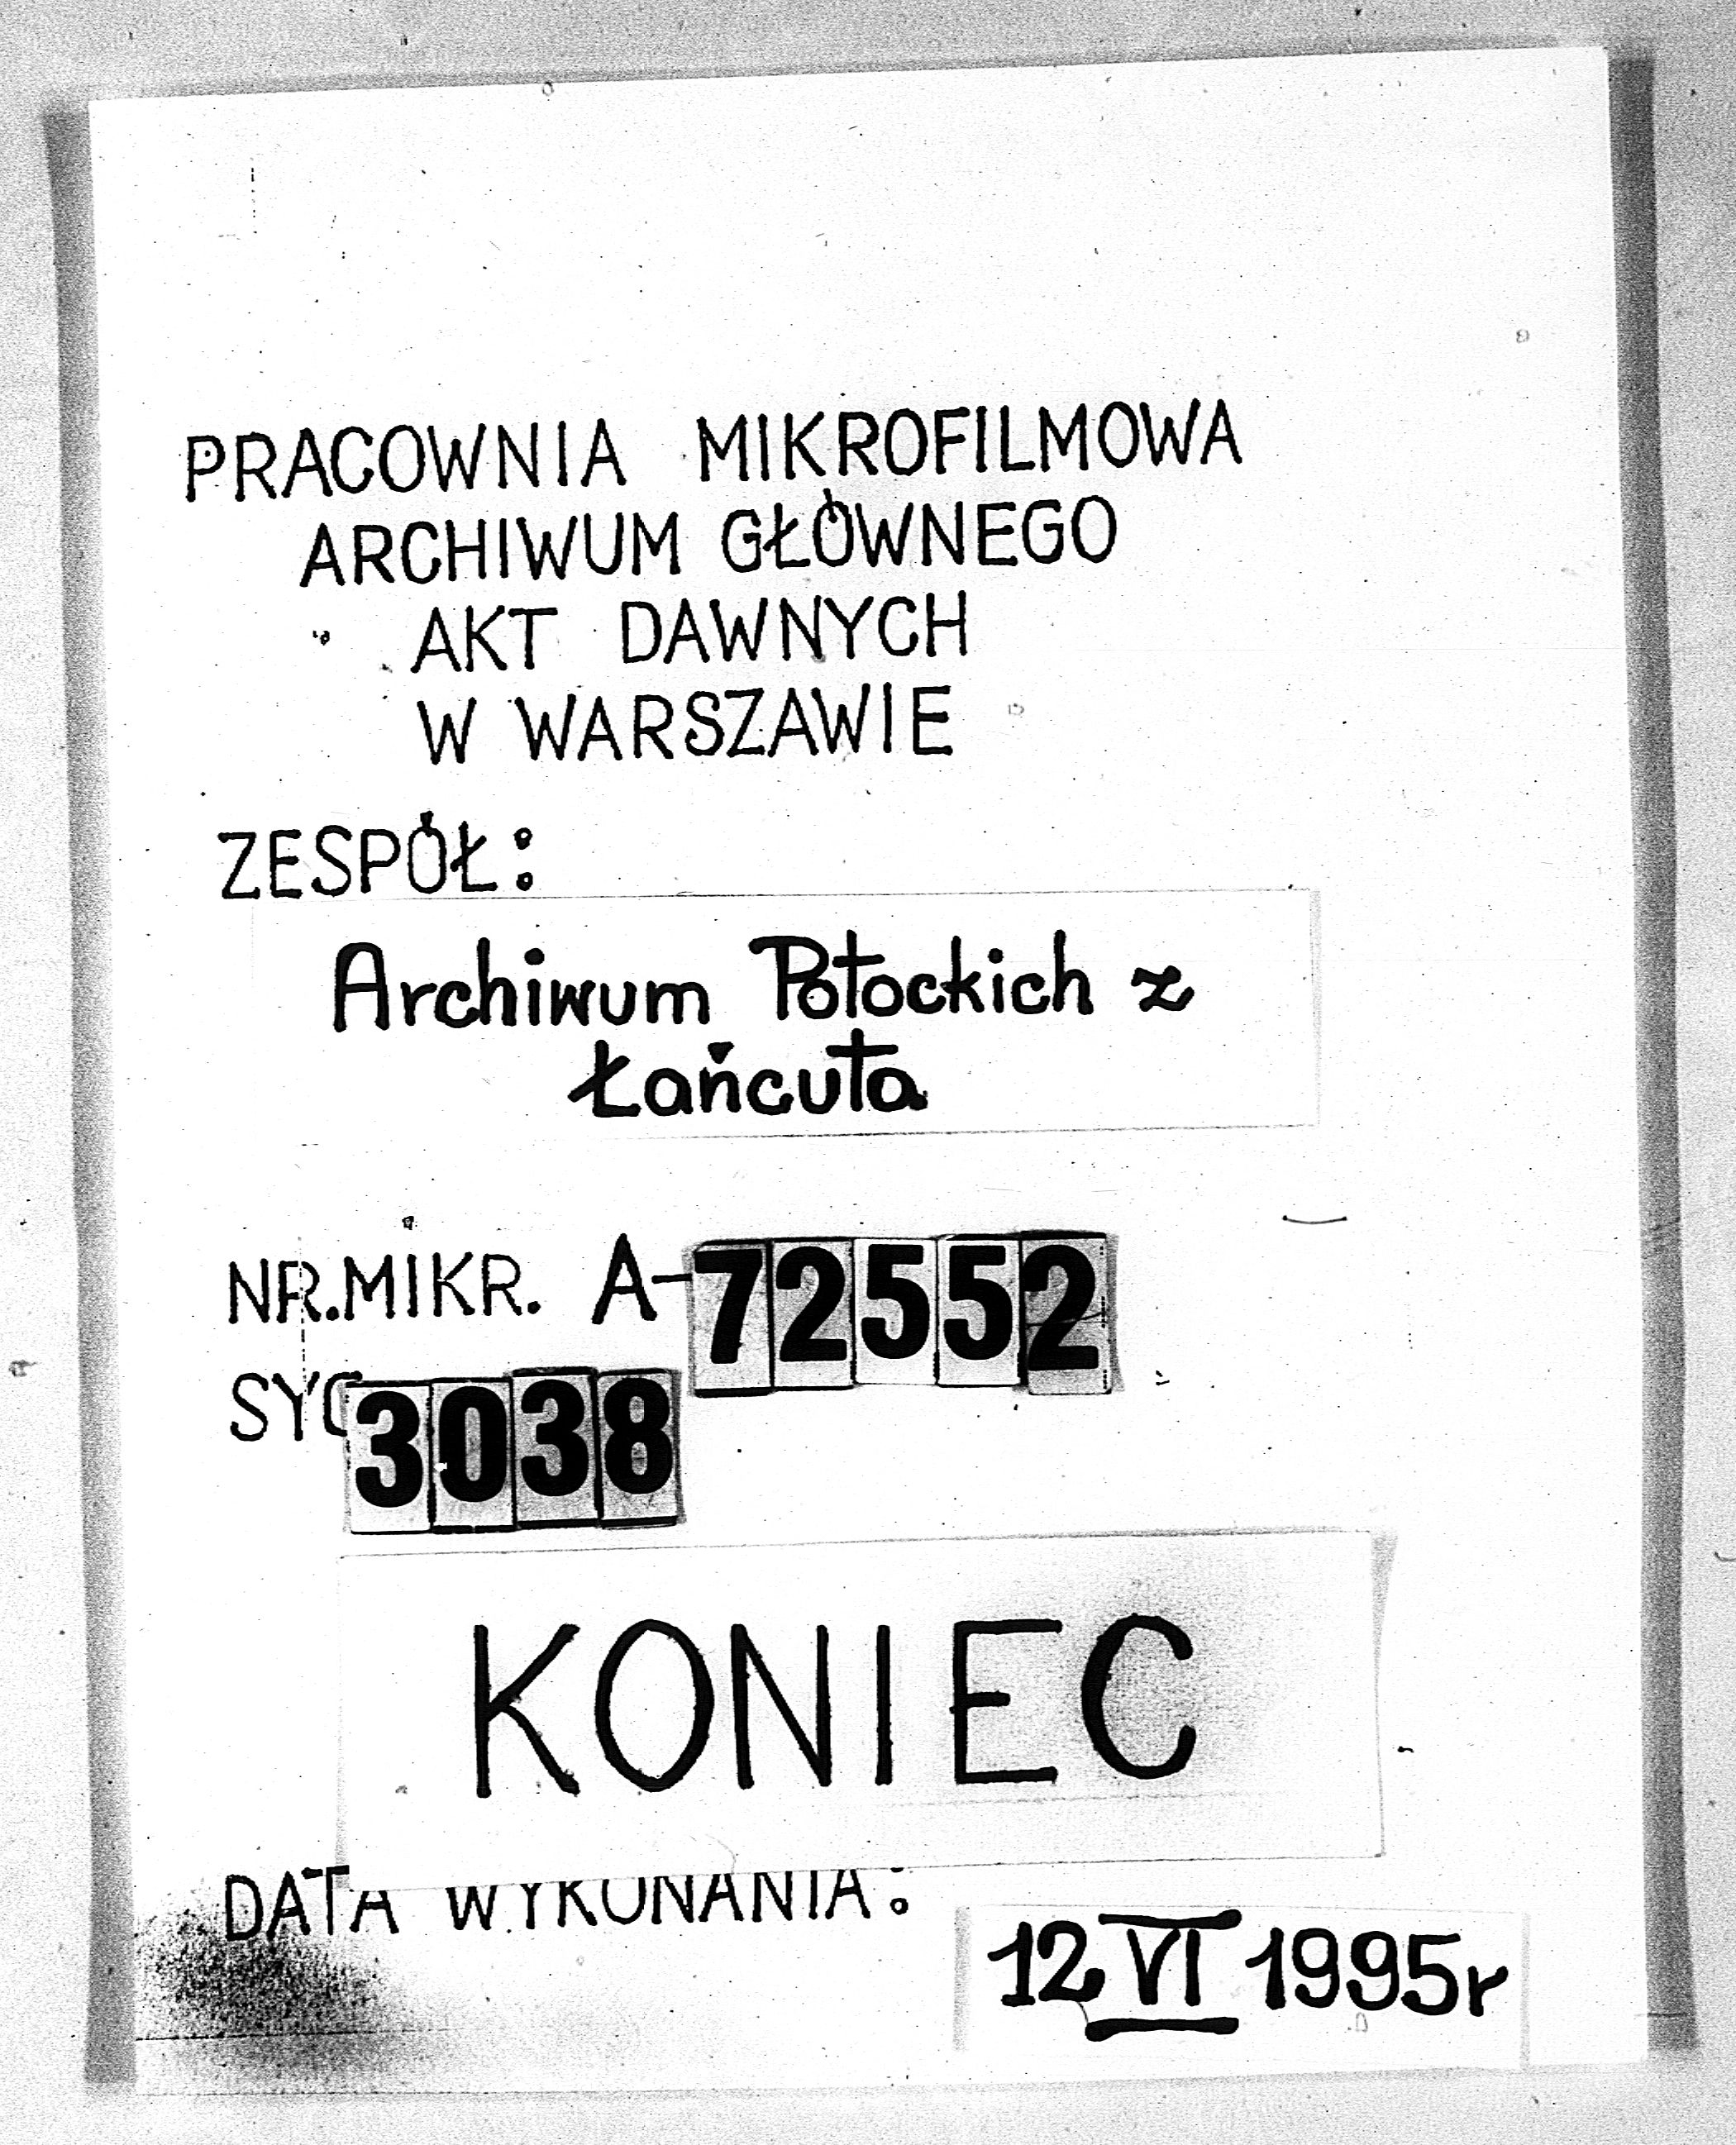 PRACOWNIA MIKROFILMOWA
ARCHIWUM GŁÓWNEGO
AKT DAWNYCH
W WARSZAWIE
ZESPÓŁ:
Archiwum Potockich z
Łańcuta
NR.MIKR. A-72552
SYG 3038
KONIEC
DATA WYKONANIA:
12 VI 1995r